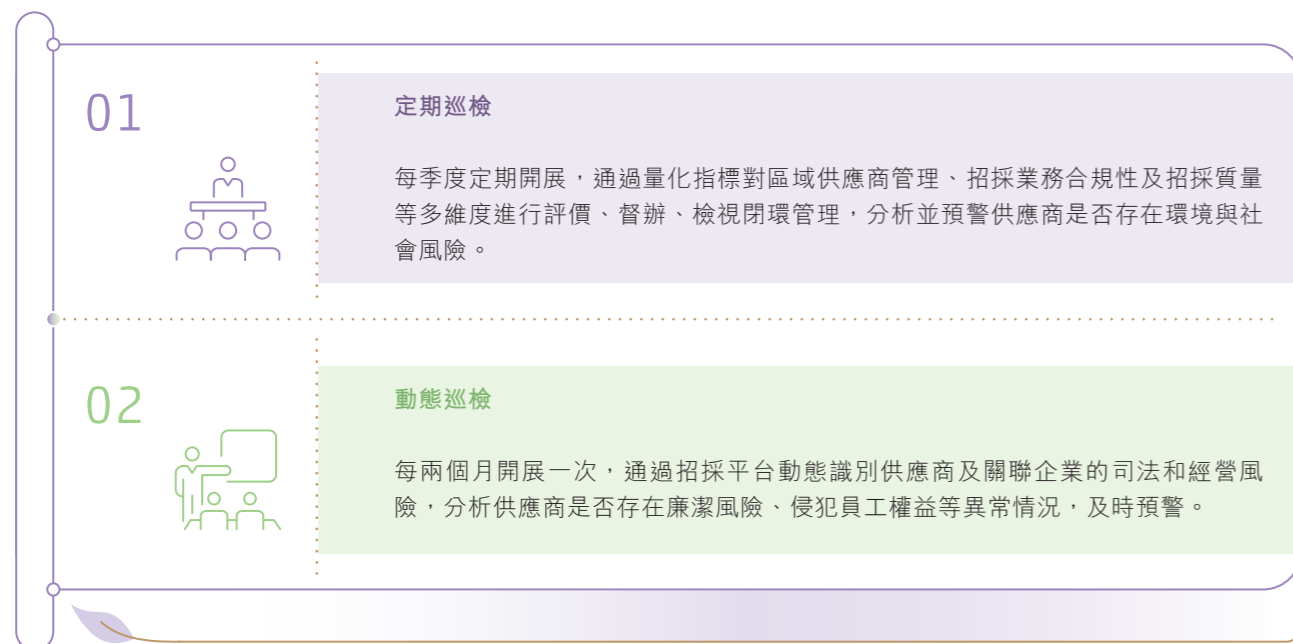 01
定期巡檢
每季度定期開展，通過量化指標對區域供應商管理、招採業務合規性及招採質量
等多維度進行評價、督辦、檢視閉環管理，分析並預警供應商是否存在環境與社
會風險。
02
動態巡檢
每兩個月開展一次，通過招採平台動態識別供應商及關聯企業的司法和經營風
險，分析供應商是否存在廉潔風險、侵犯員工權益等異常情況，及時預警。